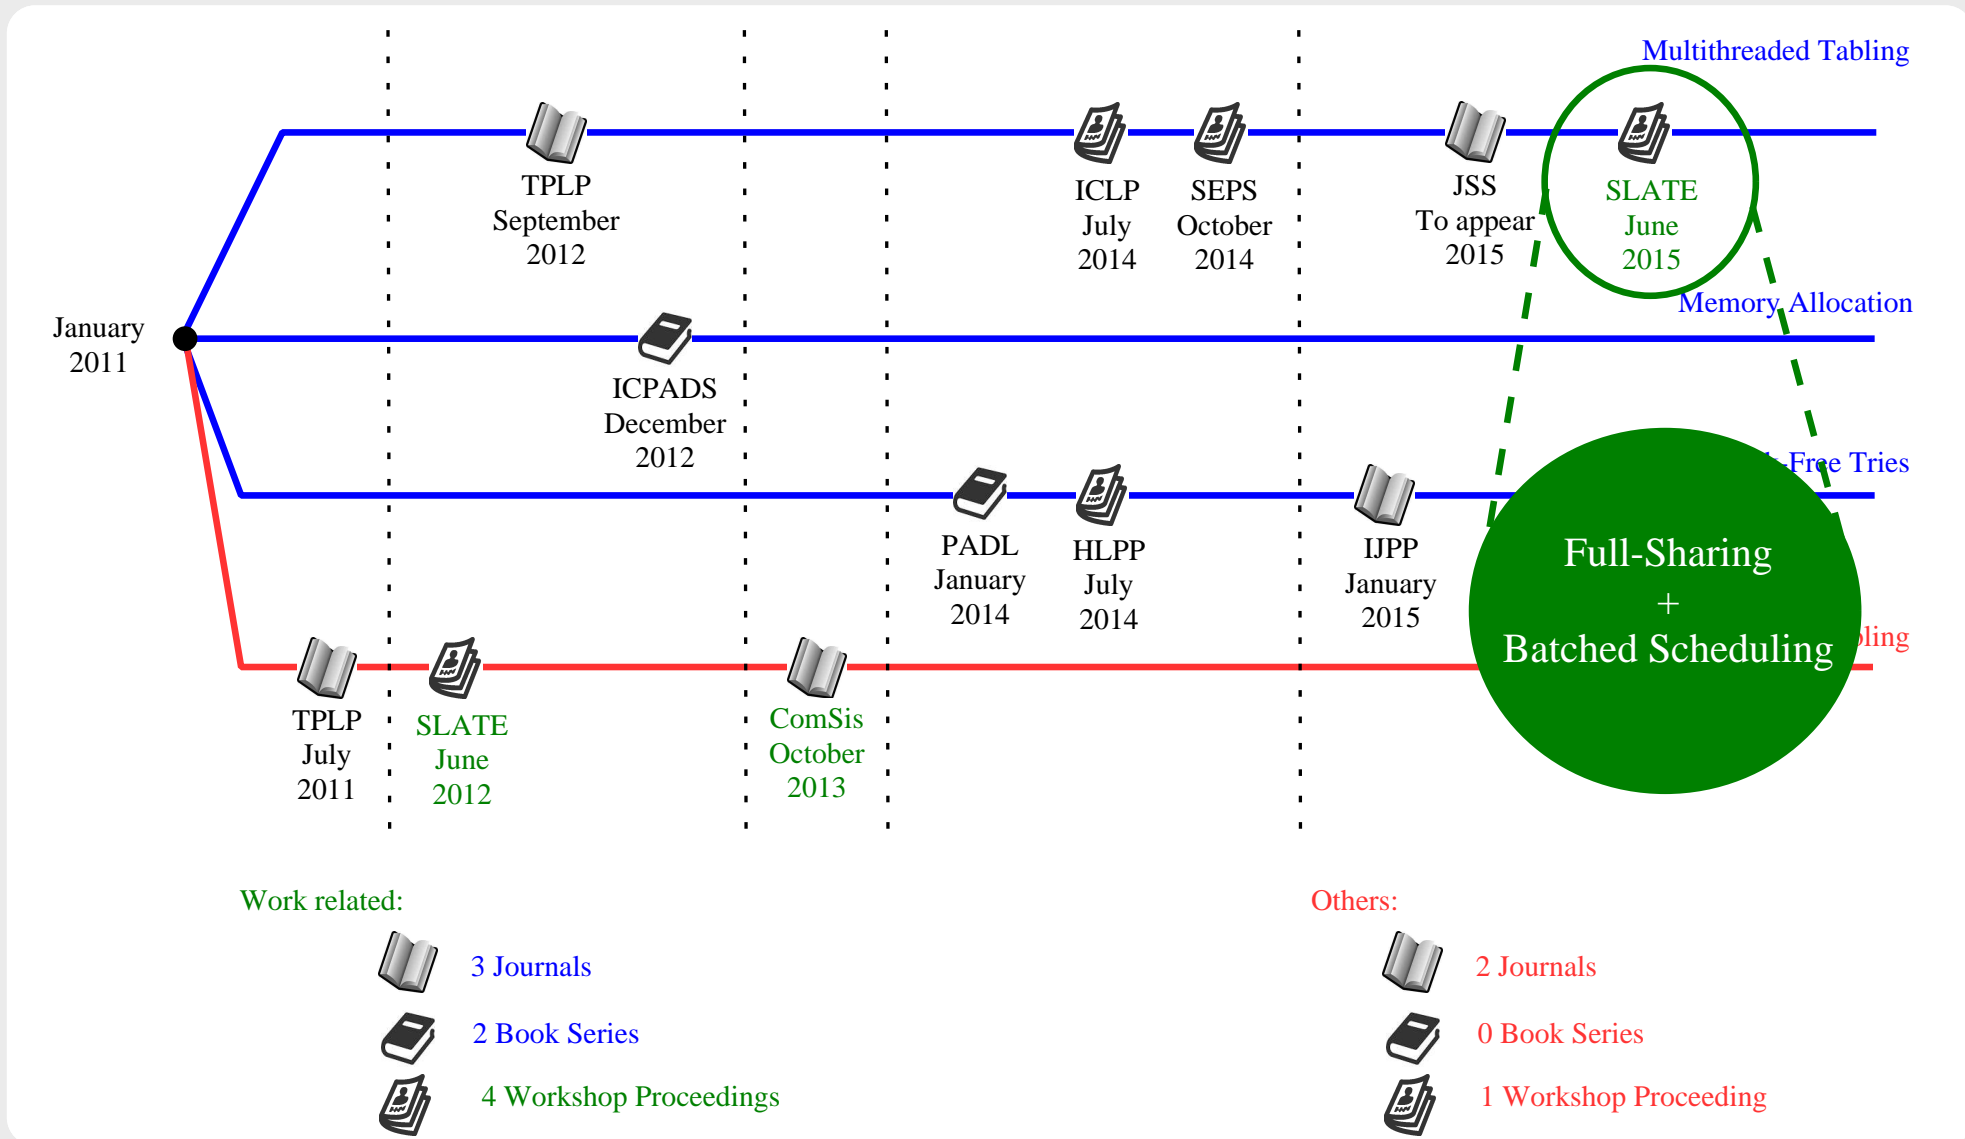 Multithreaded Tabling
TPLP
September
2012
ICLP
July
2014
SEPS
October
2014
JSS
To appear
2015
SLATE
June
2015
Memory Allocation
January
2011
ICPADS
December
2012
-Free Tries
PADL
January
2014
HLPP
July
2014
IJPP
January
2015
Full-Sharing
+
Batched Scheduling
TPLP
July
2011
SLATE
June
2012
ComSis
October
2013
Work related:
3 Journals
2 Book Series
4 Workshop Proceedings
Others:
2 Journals
0 Book Series
1 Workshop Proceeding